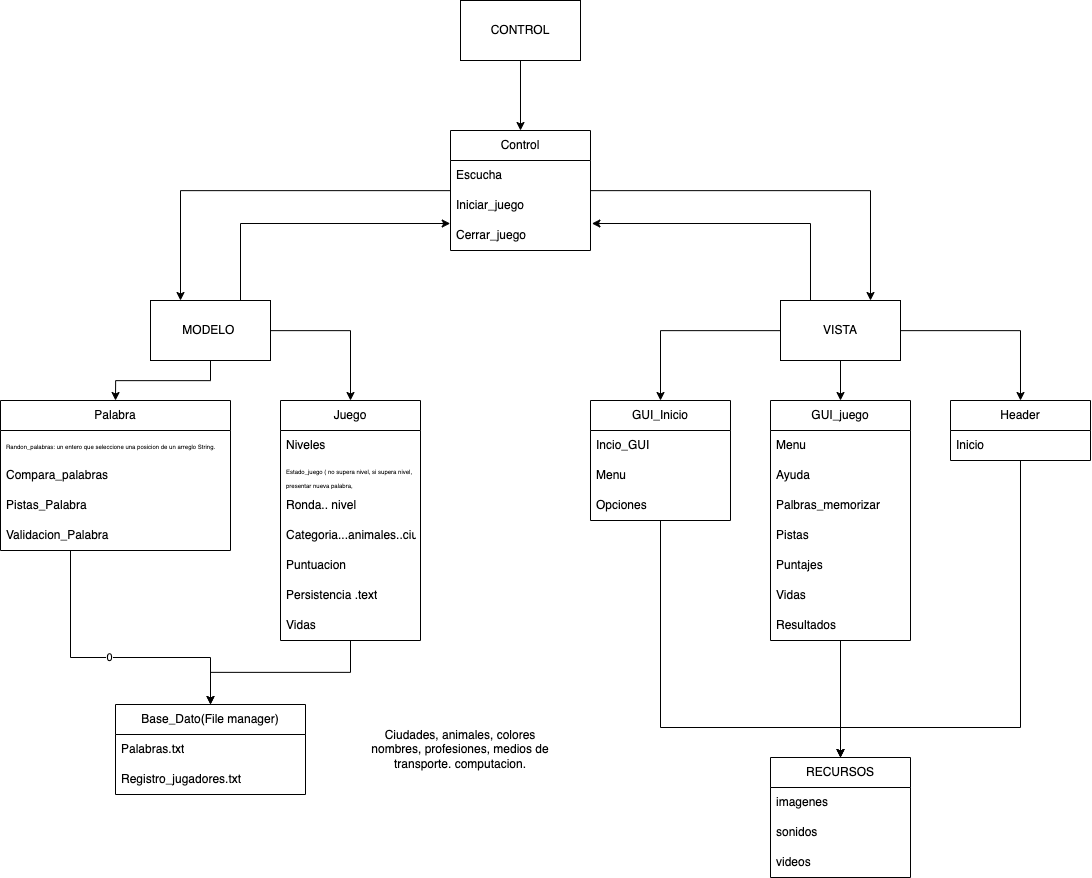 CONTROL
Control
Escucha
Iniciar_juego
Cerrar_juego
MODELO
VISTA
Palabra
Randon_palabras: un entero que seleccione una posicion de un arreglo String.
Compara_palabras
Pistas_Palabra
Validacion_Palabra
Juego
Niveles
Estado_juego ( no supera nivel, si supera nivel,
presentar nueva palabra,
Ronda.. nivel
Categoria...animales..ciu
Puntuacion
Persistencia .text
Vidas
GUI_Inicio
Incio_GUI
Menu
Opciones
GUI_juego
Menu
Ayuda
Palbras_memorizar
Pistas
Puntajes
Vidas
Resultados
Header
Inicio
0
Base_Dato(File manager)
Palabras.txt
Registro_jugadores.txt
Ciudades, animales, colores
nombres, profesiones, medios de
transporte. computacion.
RECURSOS
imagenes
sonidos
videos